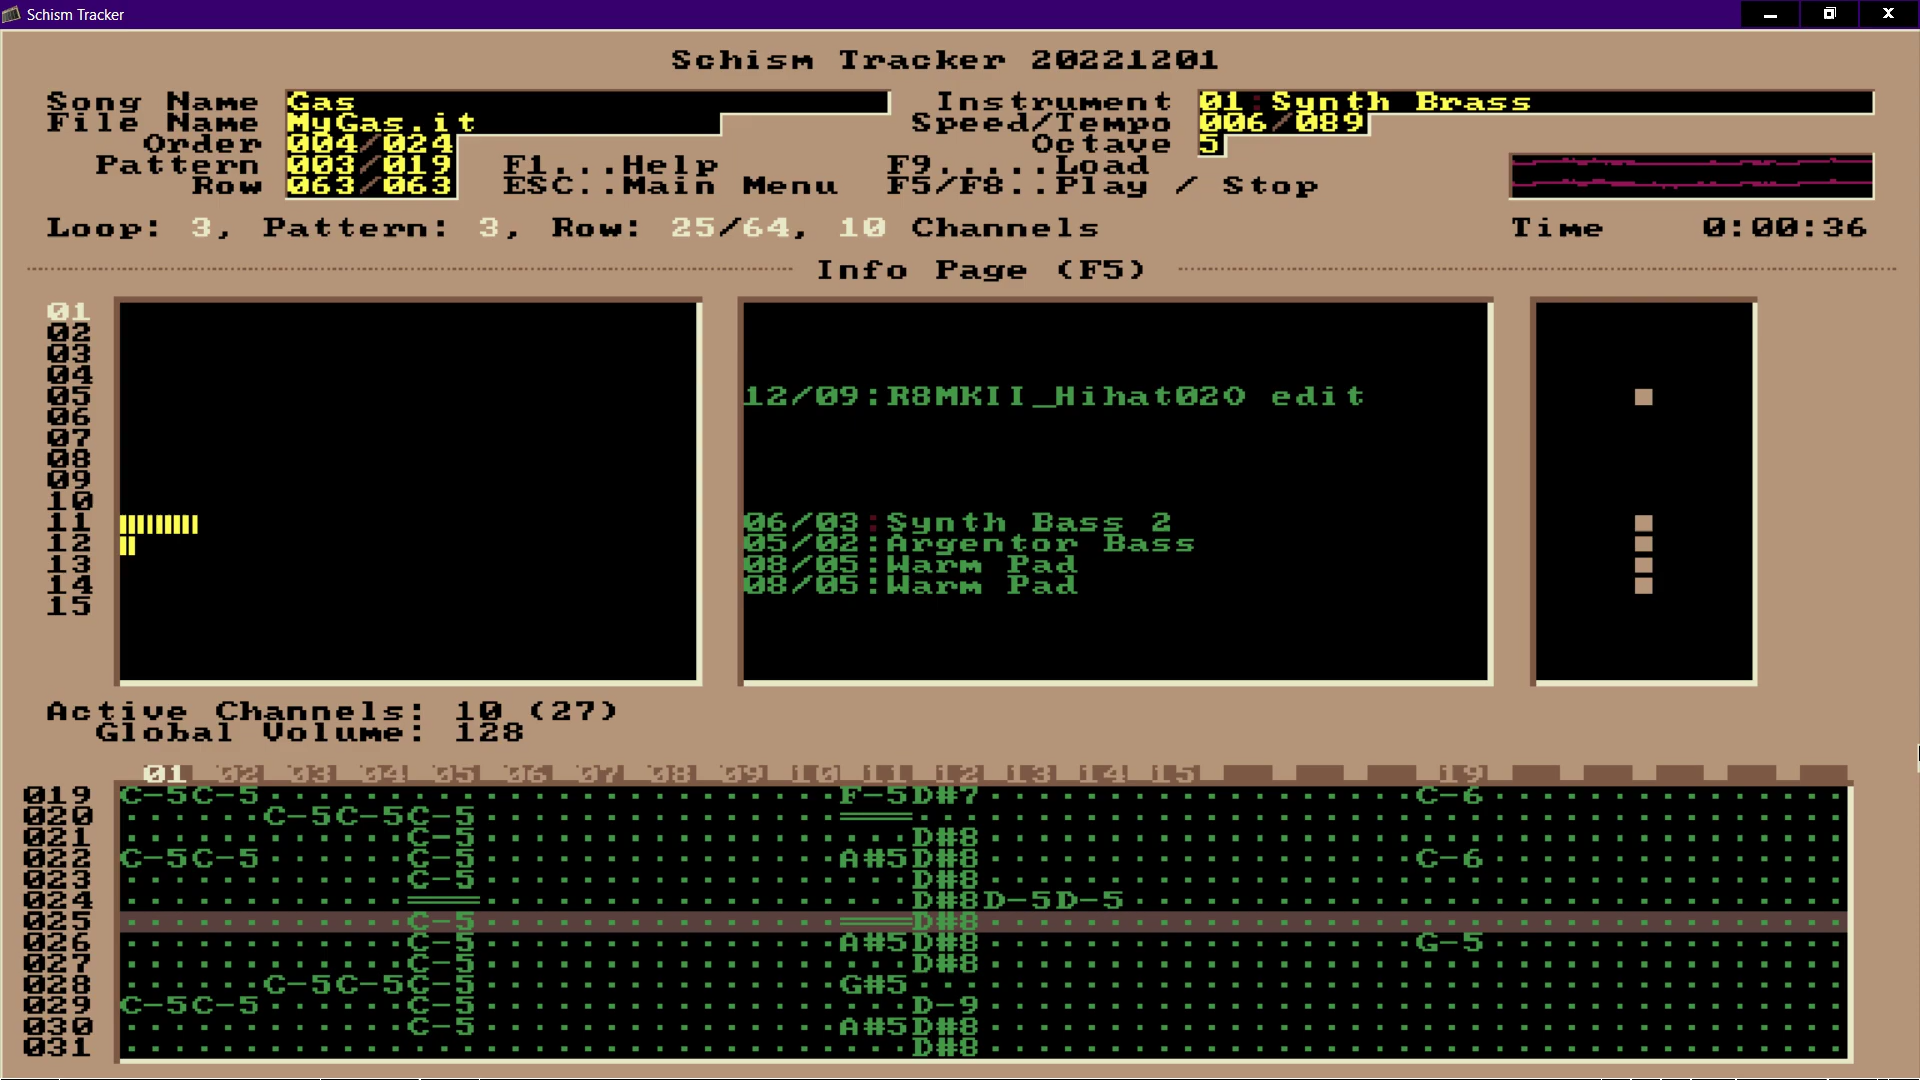 Schism Tracker
Schism Tracker 20221201
Song Name Gas Instrument 01:Synth Brass
File Name MyGas.it Speed/Tempo 006/089
Order 004/024 Octave 5
Pattern 003/019 F1...Help F9.....Load
Row 063/063 ESC..Main Menu F5/F8..Play / Stop
Loop: 3, Pattern: 3, Row: 25/64, 10 Channels Time 0:00:36
Info Page (F5)
01
02
03
04
05 12/09:R8MKII_Hihat02O edit
06
07
08
09
10
11 06/03:Synth Bass 2
12 05/02:Argentor Bass
13 08/05:Warm Pad
14 08/05:Warm Pad
15
Active Channels: 10 (27)
Global Volume: 128
01 02 03 04 05 06 07 08 09 10 11 12 13 14 15 19
019 C-5C-5 F-5D#7 C-6
020 C-5C-5C-5
021 C-5 D#8
022 C-5C-5 C-5 A#5D#8 C-6
023 C-5 D#8
024 D#8D-5D-5
025 C-5 D#8
026 C-5 A#5D#8 G-5
027 C-5 D#8
028 C-5C-5C-5 G#5
029 C-5C-5 C-5 D-9
030 C-5 A#5D#8
031 D#8